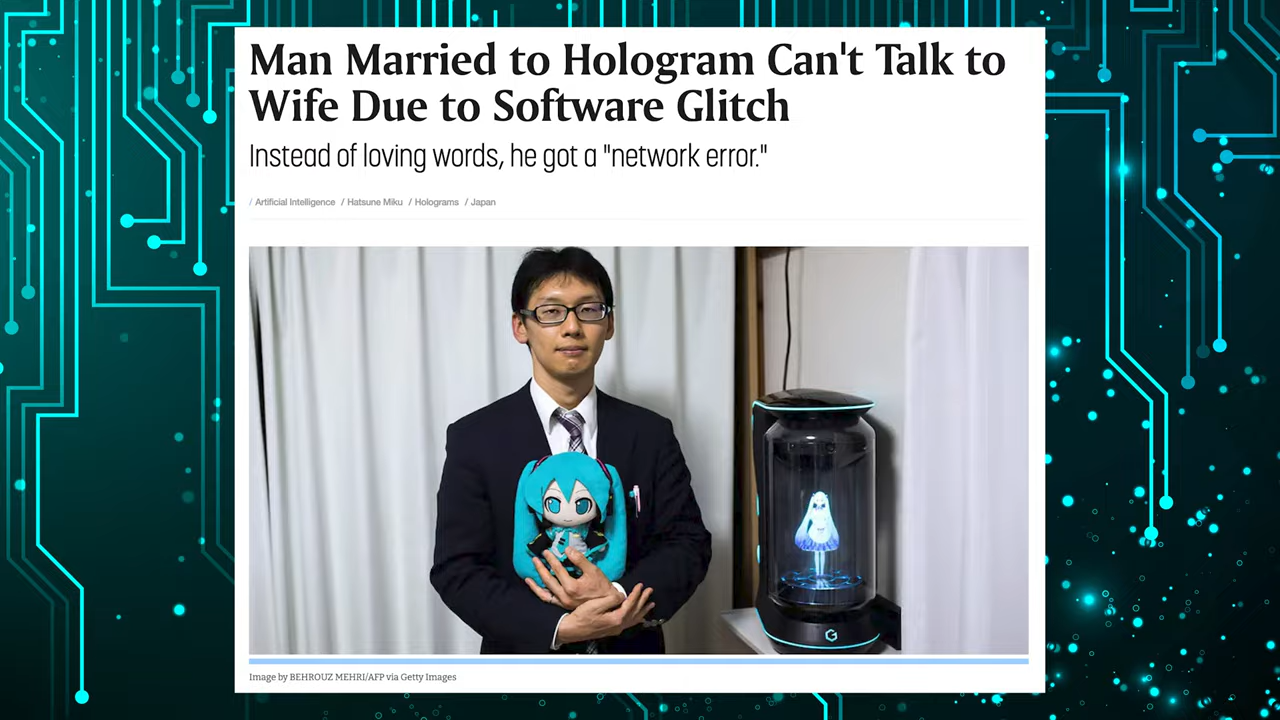 Man Married to Hologram Can't Talk to
Wife Due to Software Glitch
Instead of loving words, he got a "network error."
/ Artificial Intelligence / Hatsune Miku / Holograms / Japan
Image by BEHROUZ MEHRI/AFP via Getty Images